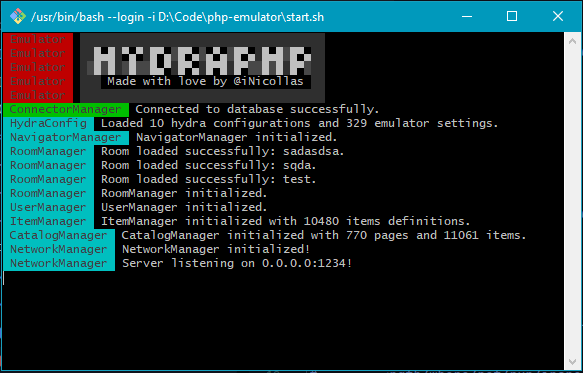 /usr/bin/bash --login -i D:\Code\php-emulator\start.sh
Emulator
Emulator
Emulator
Emulator
Emulator
Made with love by @iNicollas
ConnectorManager Connected to database successfully.
HydraConfig Loaded 10 hydra configurations and 329 emulator settings.
NavigatorManager NavigatorManager initialized.
RoomManager Room loaded successfully: sadasdsa.
RoomManager Room loaded successfully: sqda.
RoomManager Room loaded successfully: test.
RoomManager RoomManager initialized.
UserManager UserManager initialized.
ItemManager ItemManager initialized with 10480 items definitions.
CatalogManager CatalogManager initialized with 770 pages and 11061 items.
NetworkManager NetworkManager initialized!
NetworkManager Server listening on 0.0.0.0:1234!